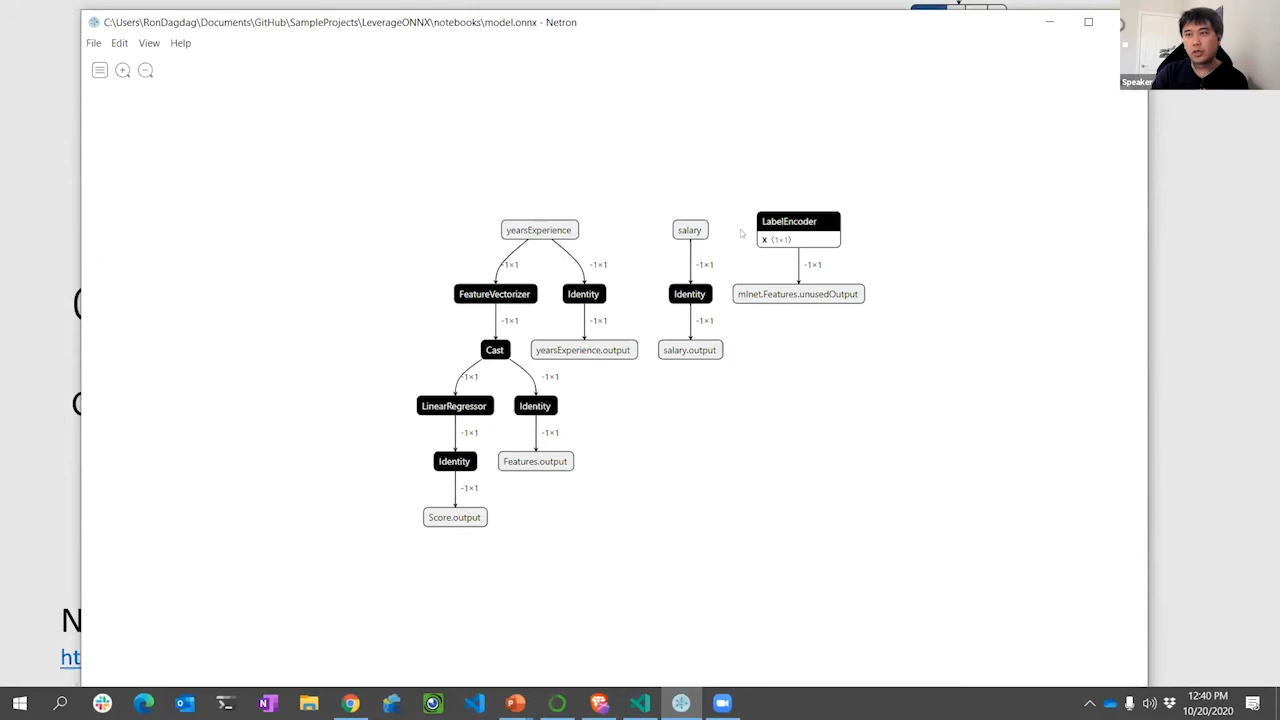 C:\Users\RonDagdag\Documents\GitHub\SampleProjects\LeverageONNX\notebooks\model.onnx - Netron
File Edit View Help
Speaker
yearsExperience
salary
LabelEncoder
X ⟨1×1⟩
-1×1 -1×1 -1×1 -1×1
FeatureVectorizer Identity Identity mlnet.Features.unusedOutput
-1×1 -1×1 -1×1
Cast yearsExperience.output salary.output
-1×1 -1×1
LinearRegressor Identity
-1×1 -1×1
Identity Features.output
-1×1
Score.output
N
ht
12:40 PM
10/20/2020